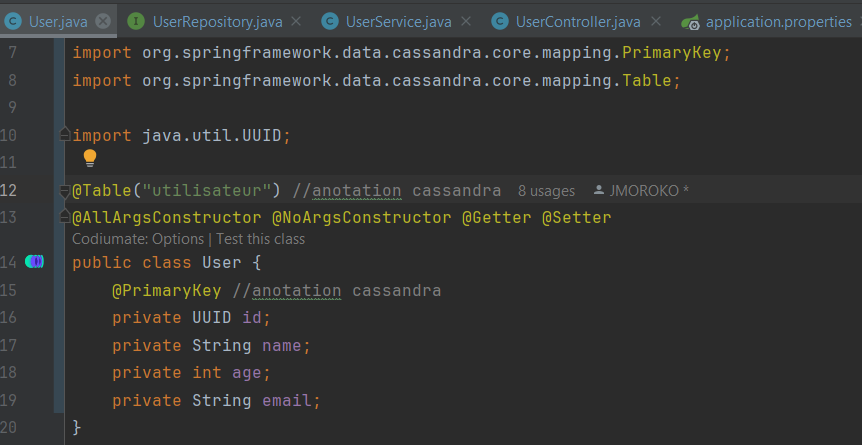 User.java UserRepository.java UserService.java UserController.java application.properties
7 import org.springframework.data.cassandra.core.mapping.PrimaryKey;
8 import org.springframework.data.cassandra.core.mapping.Table;
9
10 import java.util.UUID;
11
12 @Table("utilisateur") //anotation cassandra 8 usages JMOROKO *
13 @AllArgsConstructor @NoArgsConstructor @Getter @Setter
Codiumate: Options | Test this class
14 public class User {
15 @PrimaryKey //anotation cassandra
16 private UUID id;
17 private String name;
18 private int age;
19 private String email;
20 }